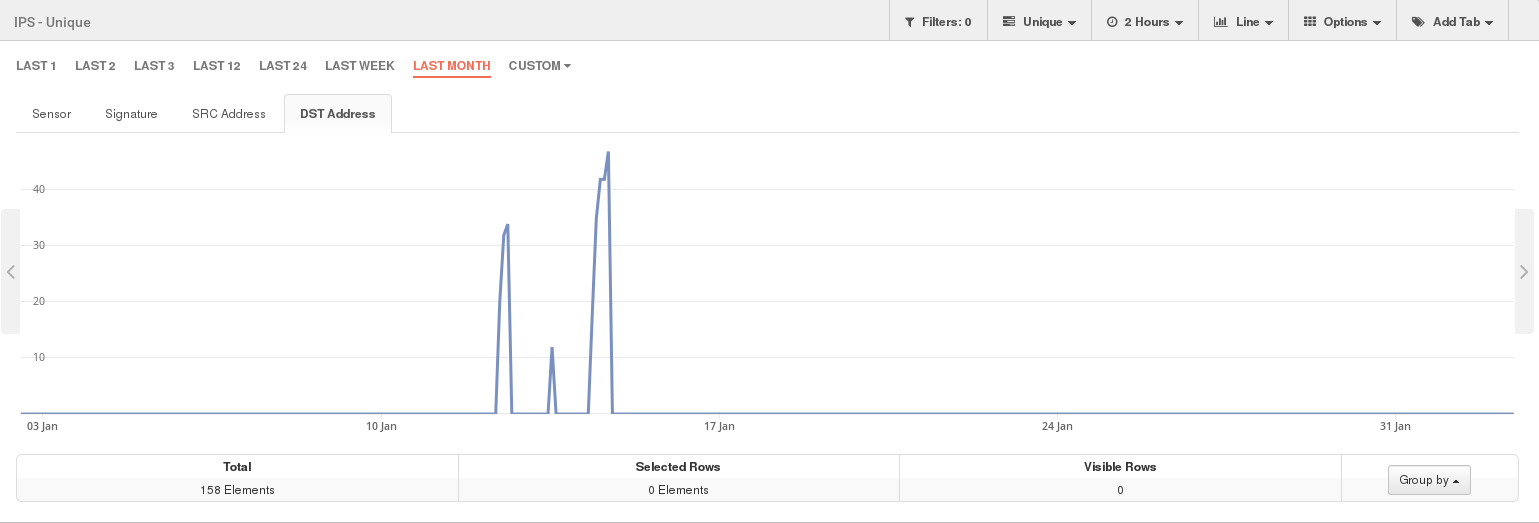 IPS - Unique Filters: 0 Unique 2 Hours Line Options Add Tab
LAST 1 LAST 2 LAST 3 LAST 12 LAST 24 LAST WEEK LAST MONTH CUSTOM
Sensor Signature SRC Address DST Address
40
30
20
10
03 Jan 10 Jan 17 Jan 24 Jan 31 Jan
Total Selected Rows Visible Rows
158 Elements 0 Elements 0
Group by